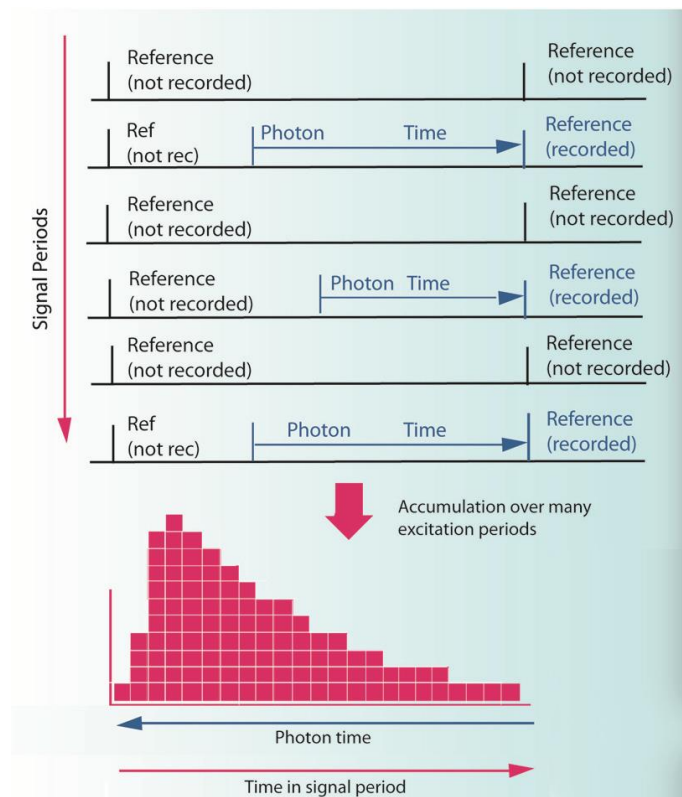 Reference
(not recorded)
Reference
(not recorded)
Ref
(not rec)
Photon Time
Reference
(recorded)
Reference
(not recorded)
Reference
(not recorded)
Signal Periods
Reference
(not recorded)
Photon Time
Reference
(recorded)
Reference
(not recorded)
Reference
(not recorded)
Ref
(not rec)
Photon Time
Reference
(recorded)
Accumulation over many
excitation periods
Photon time
Time in signal period